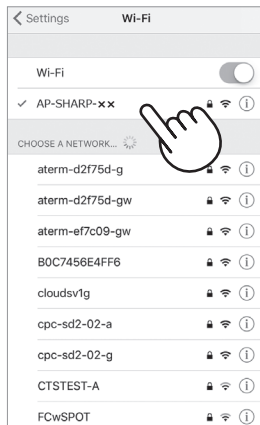 Settings Wi-Fi
Wi-Fi
AP-SHARP-××
CHOOSE A NETWORK...
aterm-d2f75d-g
aterm-d2f75d-gw
aterm-ef7c09-gw
B0C7456E4FF6
cloudsv1g
cpc-sd2-02-a
cpc-sd2-02-g
CTSTEST-A
FCwSPOT